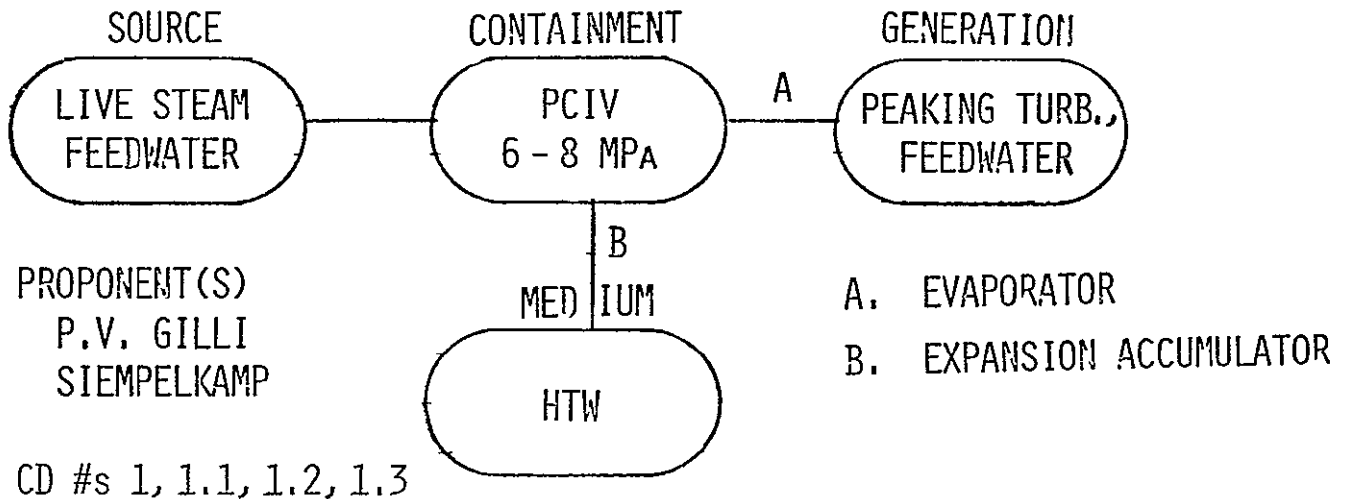 SOURCE
CONTAINMENT
GENERATION
LIVE STEAM
FEEDWATER
PCIV
6 – 8 MPA
A
PEAKING TURB.,
FEEDWATER
B
MEDIUM
HTW
PROPONENT(S)
P.V. GILLI
SIEMPELKAMP
CD #s 1, 1.1, 1.2, 1.3
A. EVAPORATOR
B. EXPANSION ACCUMULATOR